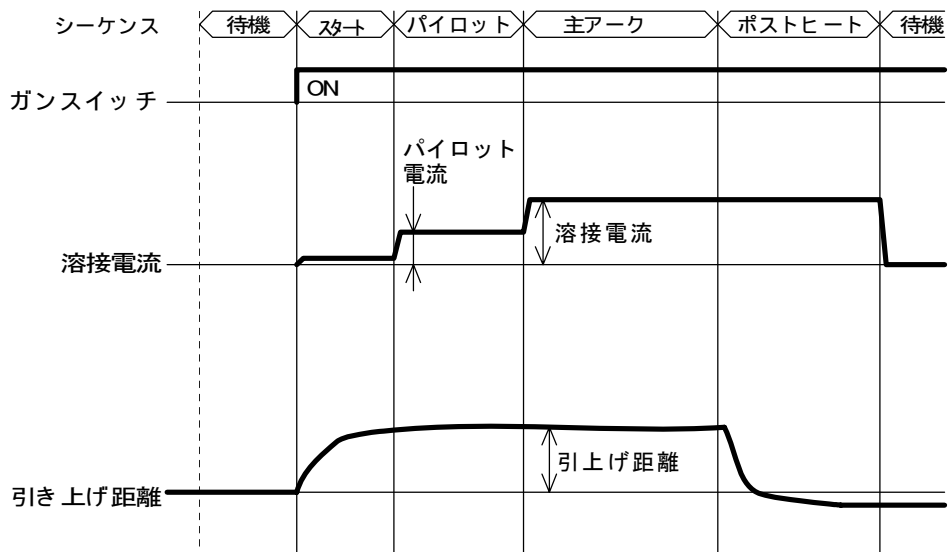 シーケンス 待機 スタート パイロット 主アーク ポストヒート 待機
ガンスイッチ ON
パイロット
電流
溶接電流
溶接電流
引上げ距離
引き上げ距離